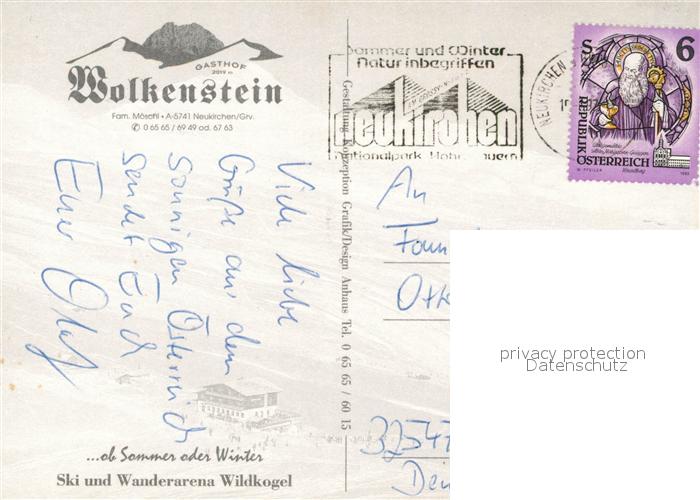 GASTHOF
2019 m
Wolkenstein
Fam. Möschl • A-5741 Neukirchen/Grv.
✆ 0 65 65 / 69 49 od. 67 63
Viele liebe
Grüße aus dem
sonnigen Österreich
sendet Euch
Euer Olaf
...ob Sommer oder Winter
Ski und Wanderarena Wildkogel
Gestaltung Konzeption Grafik/Design Anhaus Tel. 0 65 65 / 60 15
Sommer und Winter
Natur inbegriffen
neukirchen
nationalpark Hohe Tauern
NEUKIRCHEN
S 6
REPUBLIK
ÖSTERREICH
An
Fam
Otto
32547
privacy protection
Datenschutz